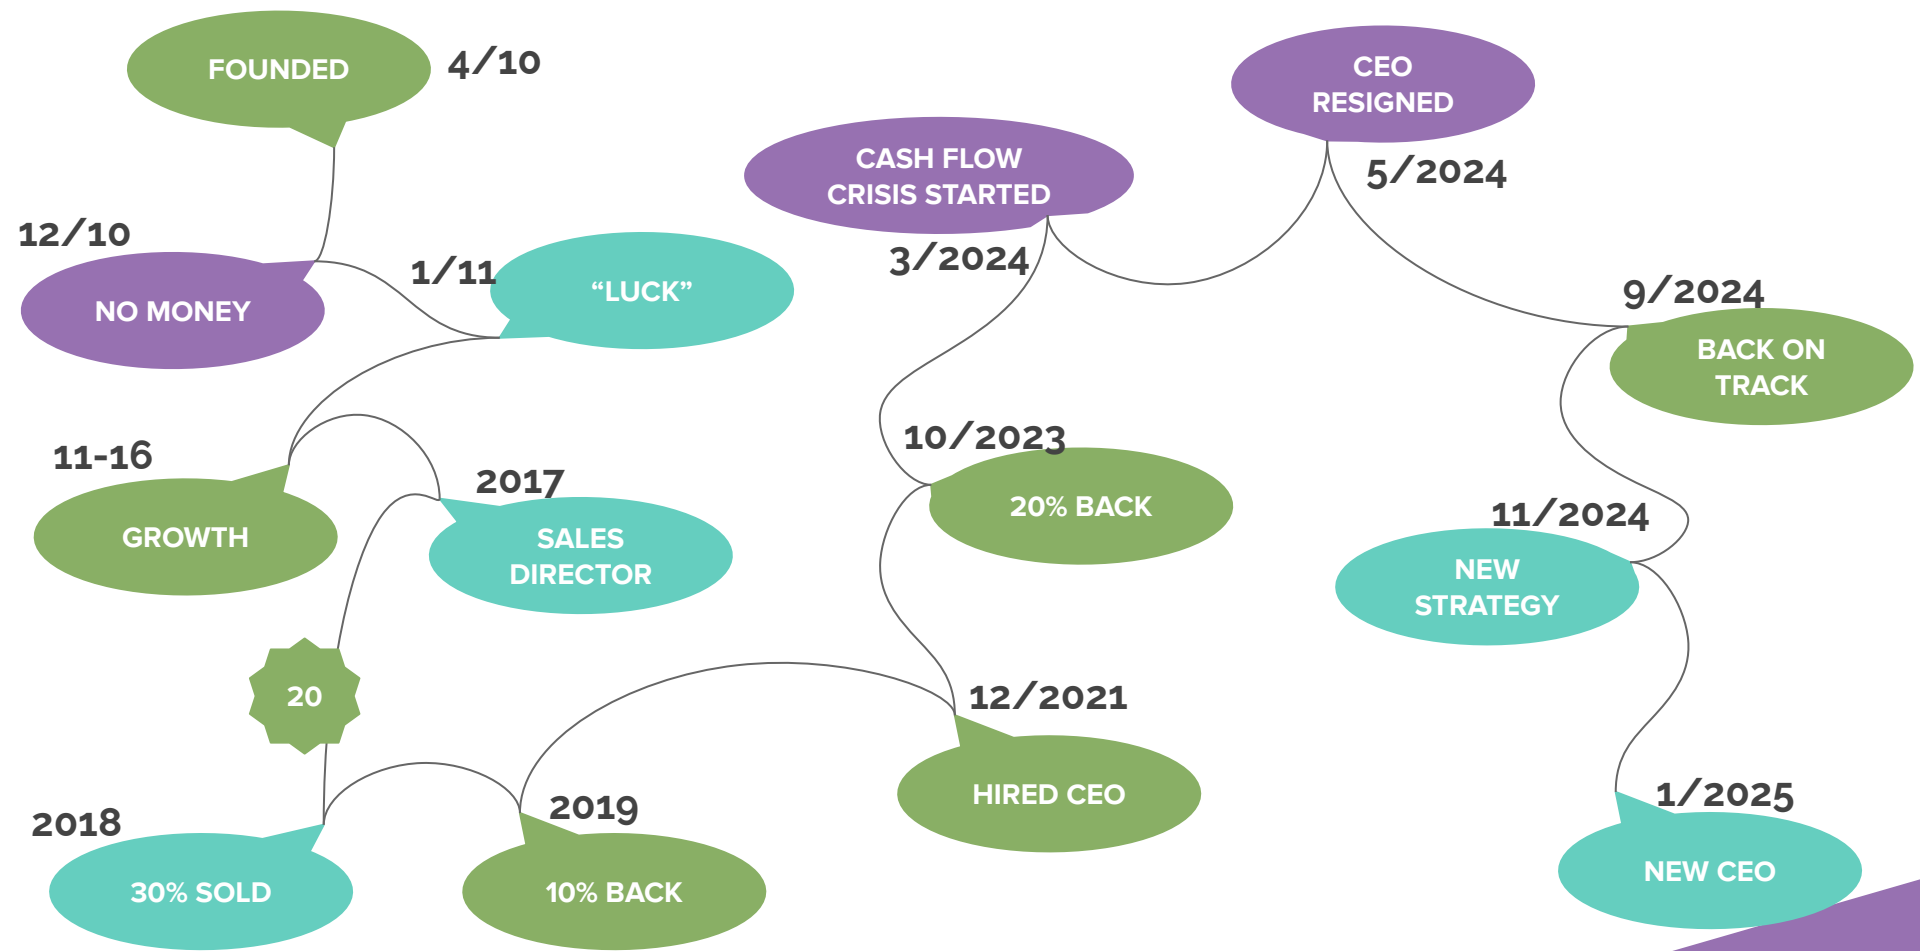 FOUNDED
4/10
12/10
NO MONEY
1/11
“LUCK”
11-16
GROWTH
2017
SALES
DIRECTOR
20
2018
30% SOLD
2019
10% BACK
12/2021
HIRED CEO
10/2023
20% BACK
CASH FLOW
CRISIS STARTED
3/2024
CEO
RESIGNED
5/2024
9/2024
BACK ON
TRACK
11/2024
NEW
STRATEGY
1/2025
NEW CEO